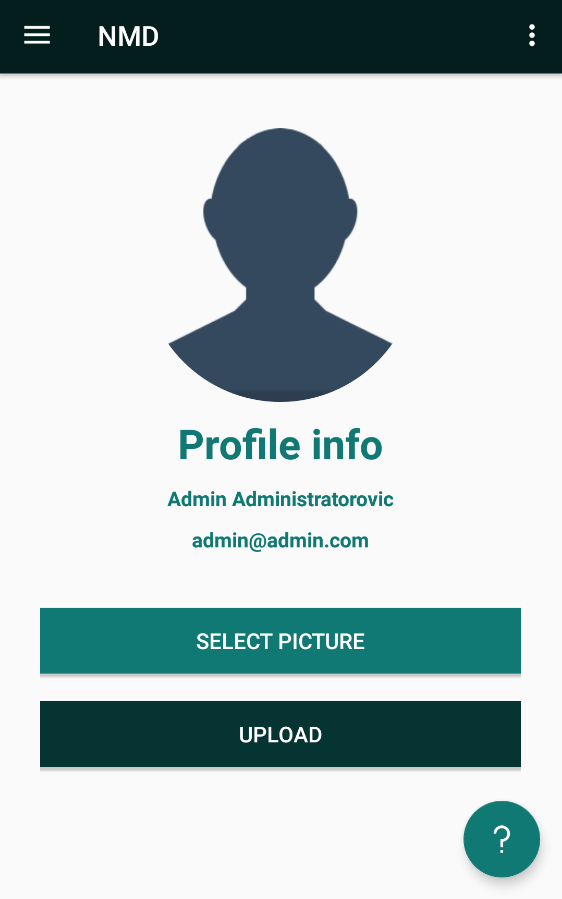 NMD
Profile info
Admin Administratorovic
admin@admin.com
SELECT PICTURE
UPLOAD
?